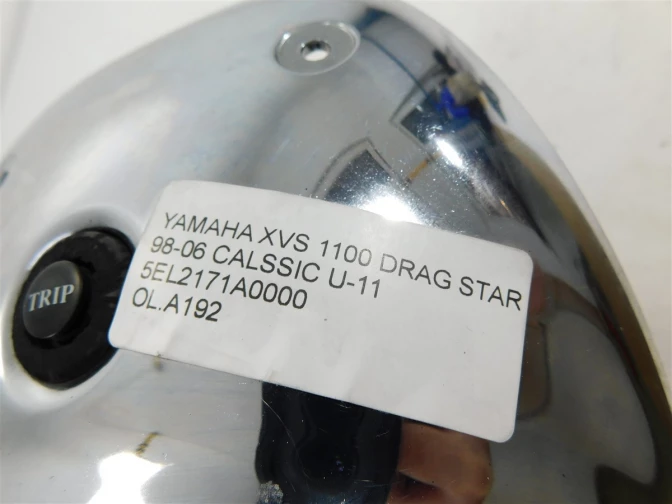 YAMAHA XVS 1100 DRAG STAR
98-06 CALSSIC U-11
5EL2171A0000
OL.A192
TRIP